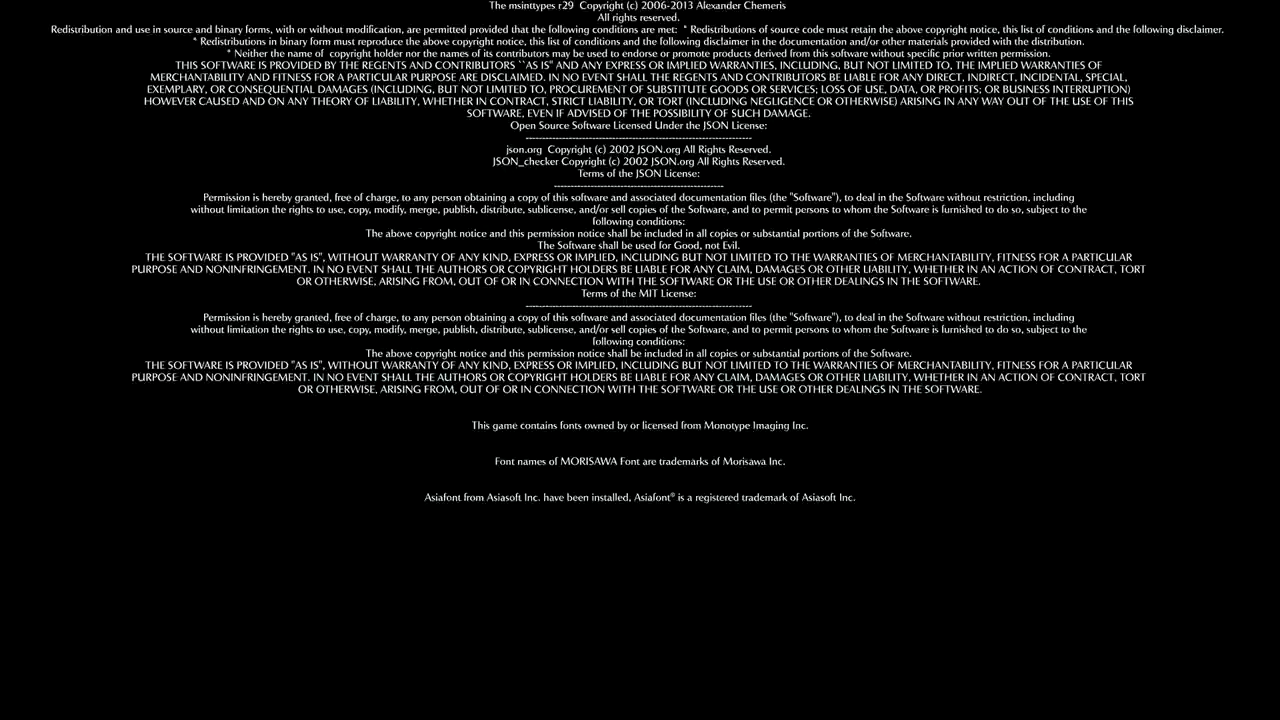 The msinttypes r29  Copyright (c) 2006-2013 Alexander Chemeris
All rights reserved.
Redistribution and use in source and binary forms, with or without modification, are permitted provided that the following conditions are met:  * Redistributions of source code must retain the above copyright notice, this list of conditions and the following disclaimer.
* Redistributions in binary form must reproduce the above copyright notice, this list of conditions and the following disclaimer in the documentation and/or other materials provided with the distribution.
* Neither the name of  copyright holder nor the names of its contributors may be used to endorse or promote products derived from this software without specific prior written permission.
THIS SOFTWARE IS PROVIDED BY THE REGENTS AND CONTRIBUTORS ``AS IS'' AND ANY EXPRESS OR IMPLIED WARRANTIES, INCLUDING, BUT NOT LIMITED TO, THE IMPLIED WARRANTIES OF
MERCHANTABILITY AND FITNESS FOR A PARTICULAR PURPOSE ARE DISCLAIMED. IN NO EVENT SHALL THE REGENTS AND CONTRIBUTORS BE LIABLE FOR ANY DIRECT, INDIRECT, INCIDENTAL, SPECIAL,
EXEMPLARY, OR CONSEQUENTIAL DAMAGES (INCLUDING, BUT NOT LIMITED TO, PROCUREMENT OF SUBSTITUTE GOODS OR SERVICES; LOSS OF USE, DATA, OR PROFITS; OR BUSINESS INTERRUPTION)
HOWEVER CAUSED AND ON ANY THEORY OF LIABILITY, WHETHER IN CONTRACT, STRICT LIABILITY, OR TORT (INCLUDING NEGLIGENCE OR OTHERWISE) ARISING IN ANY WAY OUT OF THE USE OF THIS
SOFTWARE, EVEN IF ADVISED OF THE POSSIBILITY OF SUCH DAMAGE.
Open Source Software Licensed Under the JSON License:
--------------------------------------------------------------------
json.org  Copyright (c) 2002 JSON.org All Rights Reserved.
JSON_checker Copyright (c) 2002 JSON.org All Rights Reserved.
Terms of the JSON License:
---------------------------------------------------
Permission is hereby granted, free of charge, to any person obtaining a copy of this software and associated documentation files (the "Software"), to deal in the Software without restriction, including
without limitation the rights to use, copy, modify, merge, publish, distribute, sublicense, and/or sell copies of the Software, and to permit persons to whom the Software is furnished to do so, subject to the
following conditions:
The above copyright notice and this permission notice shall be included in all copies or substantial portions of the Software.
The Software shall be used for Good, not Evil.
THE SOFTWARE IS PROVIDED "AS IS", WITHOUT WARRANTY OF ANY KIND, EXPRESS OR IMPLIED, INCLUDING BUT NOT LIMITED TO THE WARRANTIES OF MERCHANTABILITY, FITNESS FOR A PARTICULAR
PURPOSE AND NONINFRINGEMENT. IN NO EVENT SHALL THE AUTHORS OR COPYRIGHT HOLDERS BE LIABLE FOR ANY CLAIM, DAMAGES OR OTHER LIABILITY, WHETHER IN AN ACTION OF CONTRACT, TORT
OR OTHERWISE, ARISING FROM, OUT OF OR IN CONNECTION WITH THE SOFTWARE OR THE USE OR OTHER DEALINGS IN THE SOFTWARE.
Terms of the MIT License:
--------------------------------------------------------------------
Permission is hereby granted, free of charge, to any person obtaining a copy of this software and associated documentation files (the "Software"), to deal in the Software without restriction, including
without limitation the rights to use, copy, modify, merge, publish, distribute, sublicense, and/or sell copies of the Software, and to permit persons to whom the Software is furnished to do so, subject to the
following conditions:
The above copyright notice and this permission notice shall be included in all copies or substantial portions of the Software.
THE SOFTWARE IS PROVIDED "AS IS", WITHOUT WARRANTY OF ANY KIND, EXPRESS OR IMPLIED, INCLUDING BUT NOT LIMITED TO THE WARRANTIES OF MERCHANTABILITY, FITNESS FOR A PARTICULAR
PURPOSE AND NONINFRINGEMENT. IN NO EVENT SHALL THE AUTHORS OR COPYRIGHT HOLDERS BE LIABLE FOR ANY CLAIM, DAMAGES OR OTHER LIABILITY, WHETHER IN AN ACTION OF CONTRACT, TORT
OR OTHERWISE, ARISING FROM, OUT OF OR IN CONNECTION WITH THE SOFTWARE OR THE USE OR OTHER DEALINGS IN THE SOFTWARE.
This game contains fonts owned by or licensed from Monotype Imaging Inc.
Font names of MORISAWA Font are trademarks of Morisawa Inc.
Asiafont from Asiasoft Inc. have been installed, Asiafont® is a registered trademark of Asiasoft Inc.